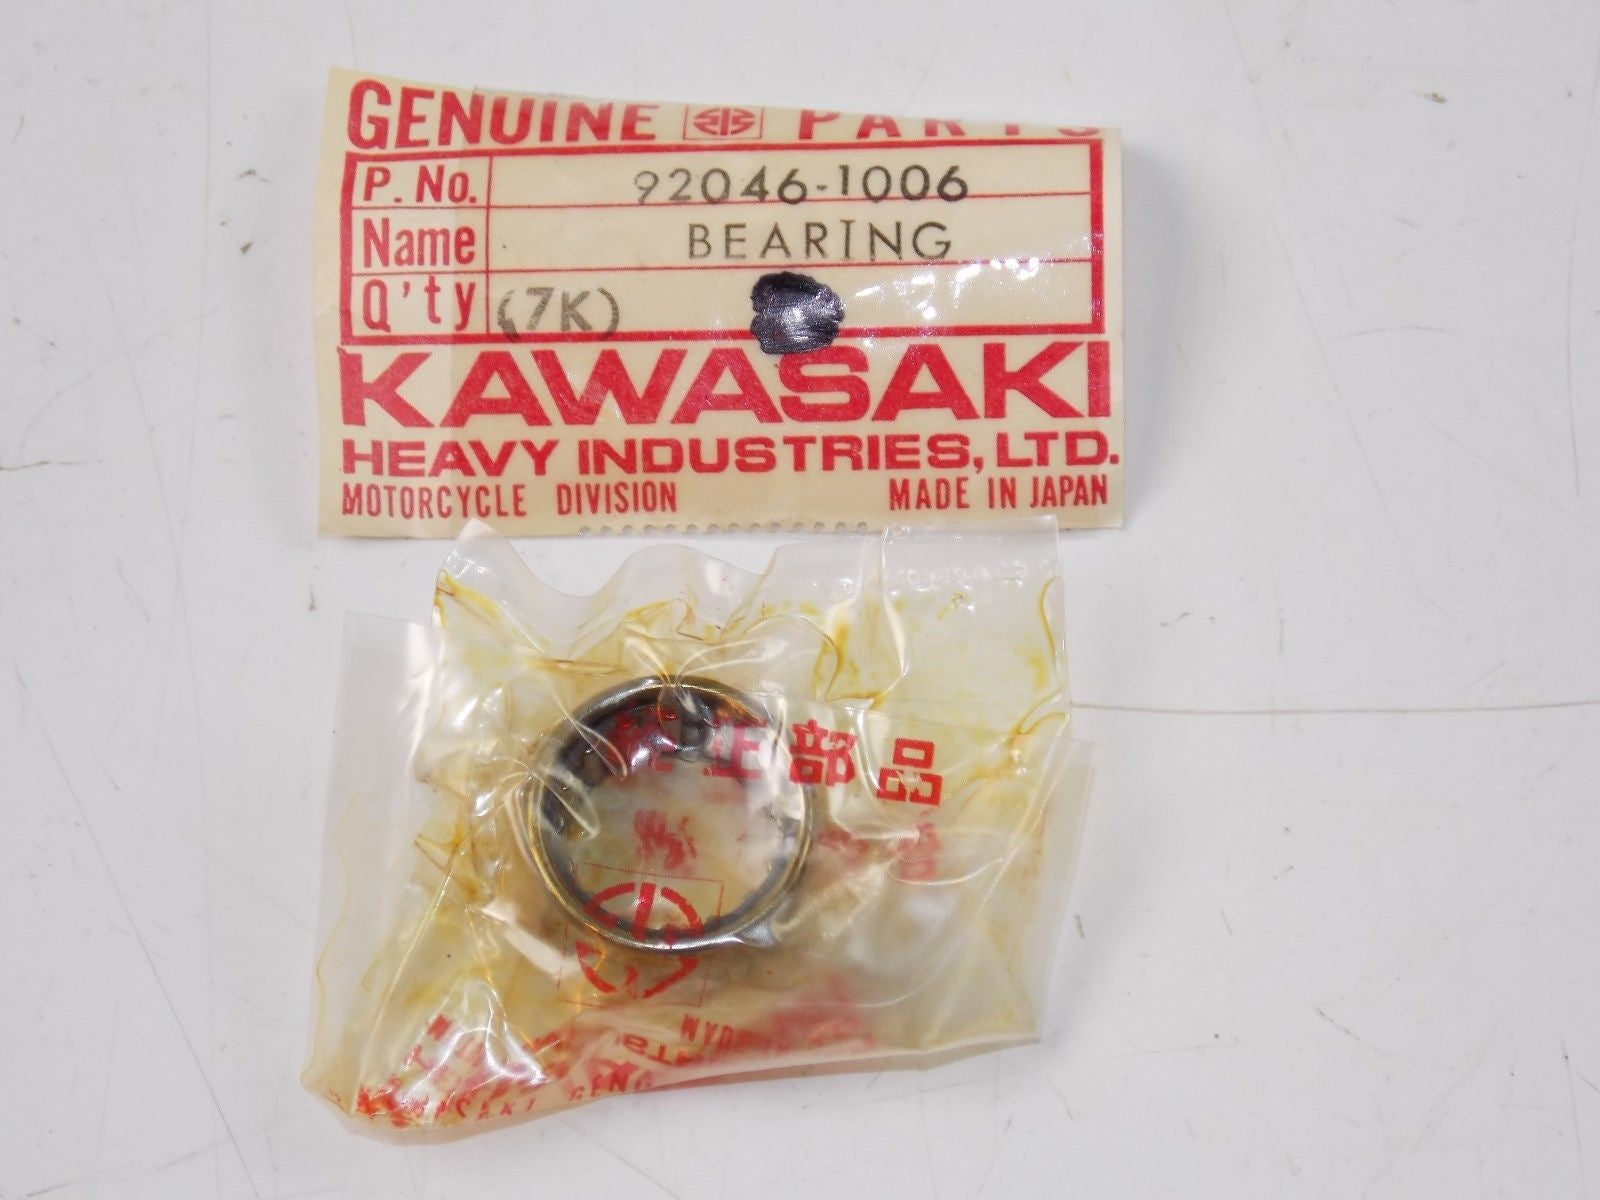 GENUINE PARTS
P. No. 92046-1006
Name BEARING
Q'ty (7K)
KAWASAKI
HEAVY INDUSTRIES, LTD.
MOTORCYCLE DIVISION MADE IN JAPAN
正部品